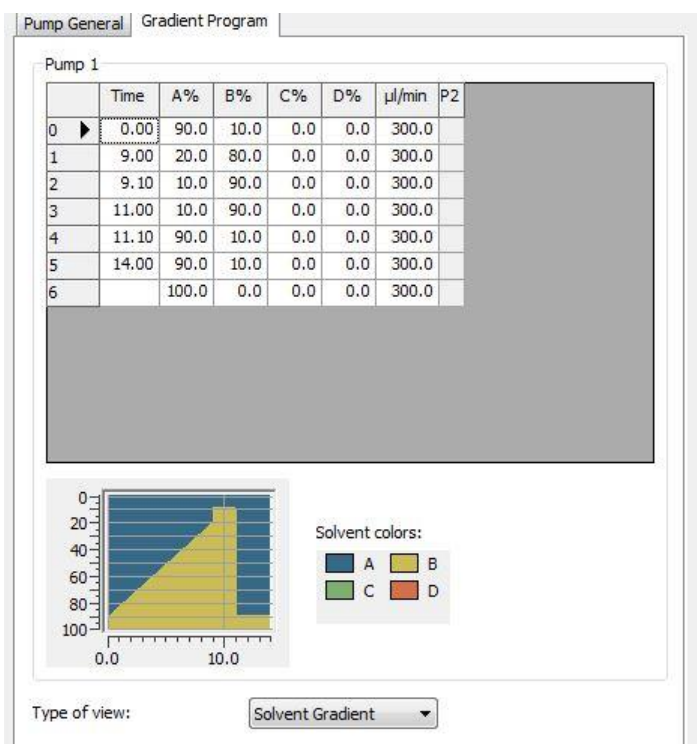 Pump General Gradient Program
Pump 1
Time A% B% C% D% µl/min P2
0 0.00 90.0 10.0 0.0 0.0 300.0
1 9.00 20.0 80.0 0.0 0.0 300.0
2 9.10 10.0 90.0 0.0 0.0 300.0
3 11.00 10.0 90.0 0.0 0.0 300.0
4 11.10 90.0 10.0 0.0 0.0 300.0
5 14.00 90.0 10.0 0.0 0.0 300.0
6 100.0 0.0 0.0 0.0 300.0
0
20
40
60
80
100
0.0 10.0
Solvent colors:
A B
C D
Type of view: Solvent Gradient